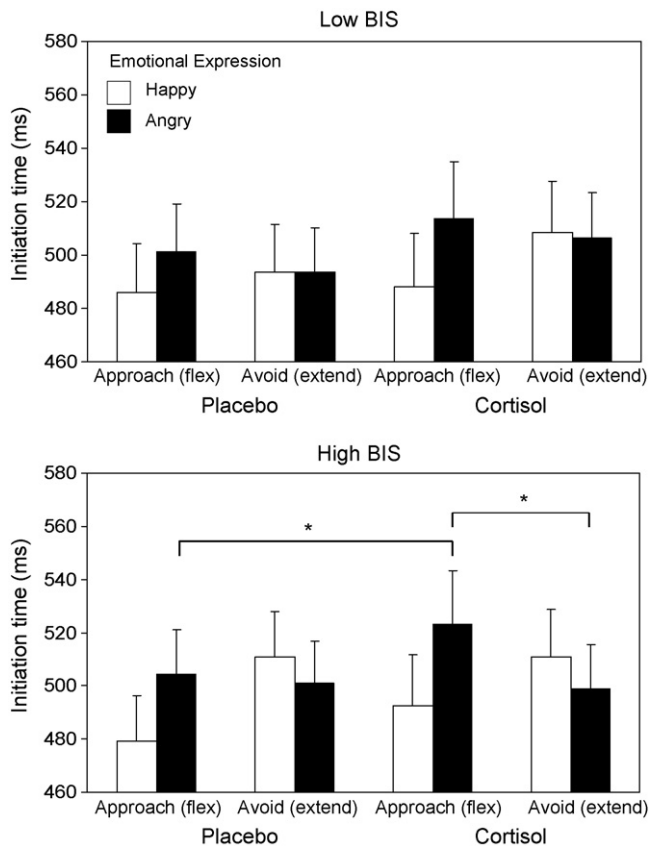 Low BIS
580
560
540
520
500
480
460
Initiation time (ms)
Emotional Expression
Happy
Angry
Approach (flex) Avoid (extend) Approach (flex) Avoid (extend)
Placebo Cortisol
High BIS
580
560
540
520
500
480
460
Initiation time (ms)
*
*
Approach (flex) Avoid (extend) Approach (flex) Avoid (extend)
Placebo Cortisol